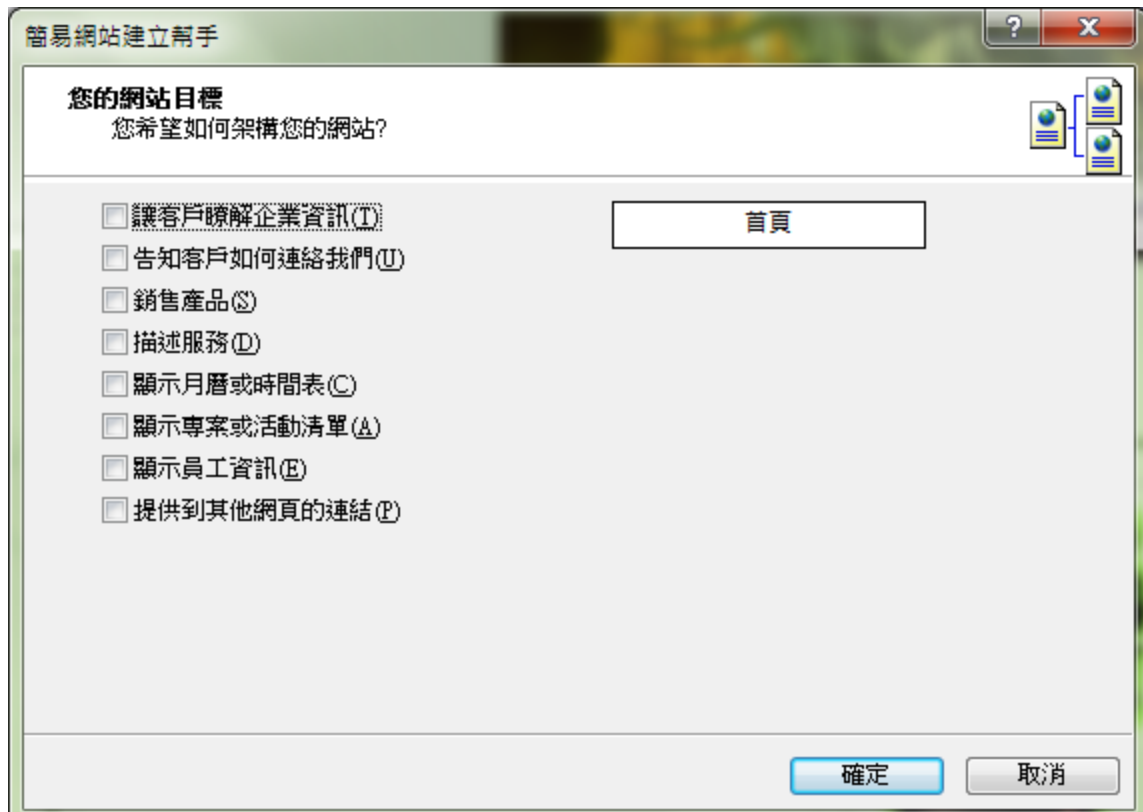 簡易網站建立幫手
您的網站目標
您希望如何架構您的網站?
讓客戶瞭解企業資訊(T)
首頁
告知客戶如何連絡我們(U)
銷售產品(S)
描述服務(D)
顯示月曆或時間表(C)
顯示專案或活動清單(A)
顯示員工資訊(E)
提供到其他網頁的連結(P)
確定
取消